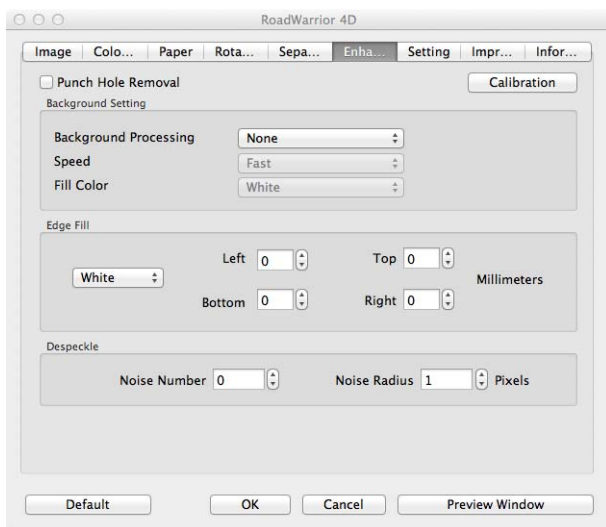 RoadWarrior 4D
Image Colo... Paper Rota... Sepa... Enha... Setting Impr... Infor...
Punch Hole Removal Calibration
Background Setting
Background Processing None
Speed Fast
Fill Color White
Edge Fill
Left 0 Top 0
White Millimeters
Bottom 0 Right 0
Despeckle
Noise Number 0 Noise Radius 1 Pixels
Default OK Cancel Preview Window